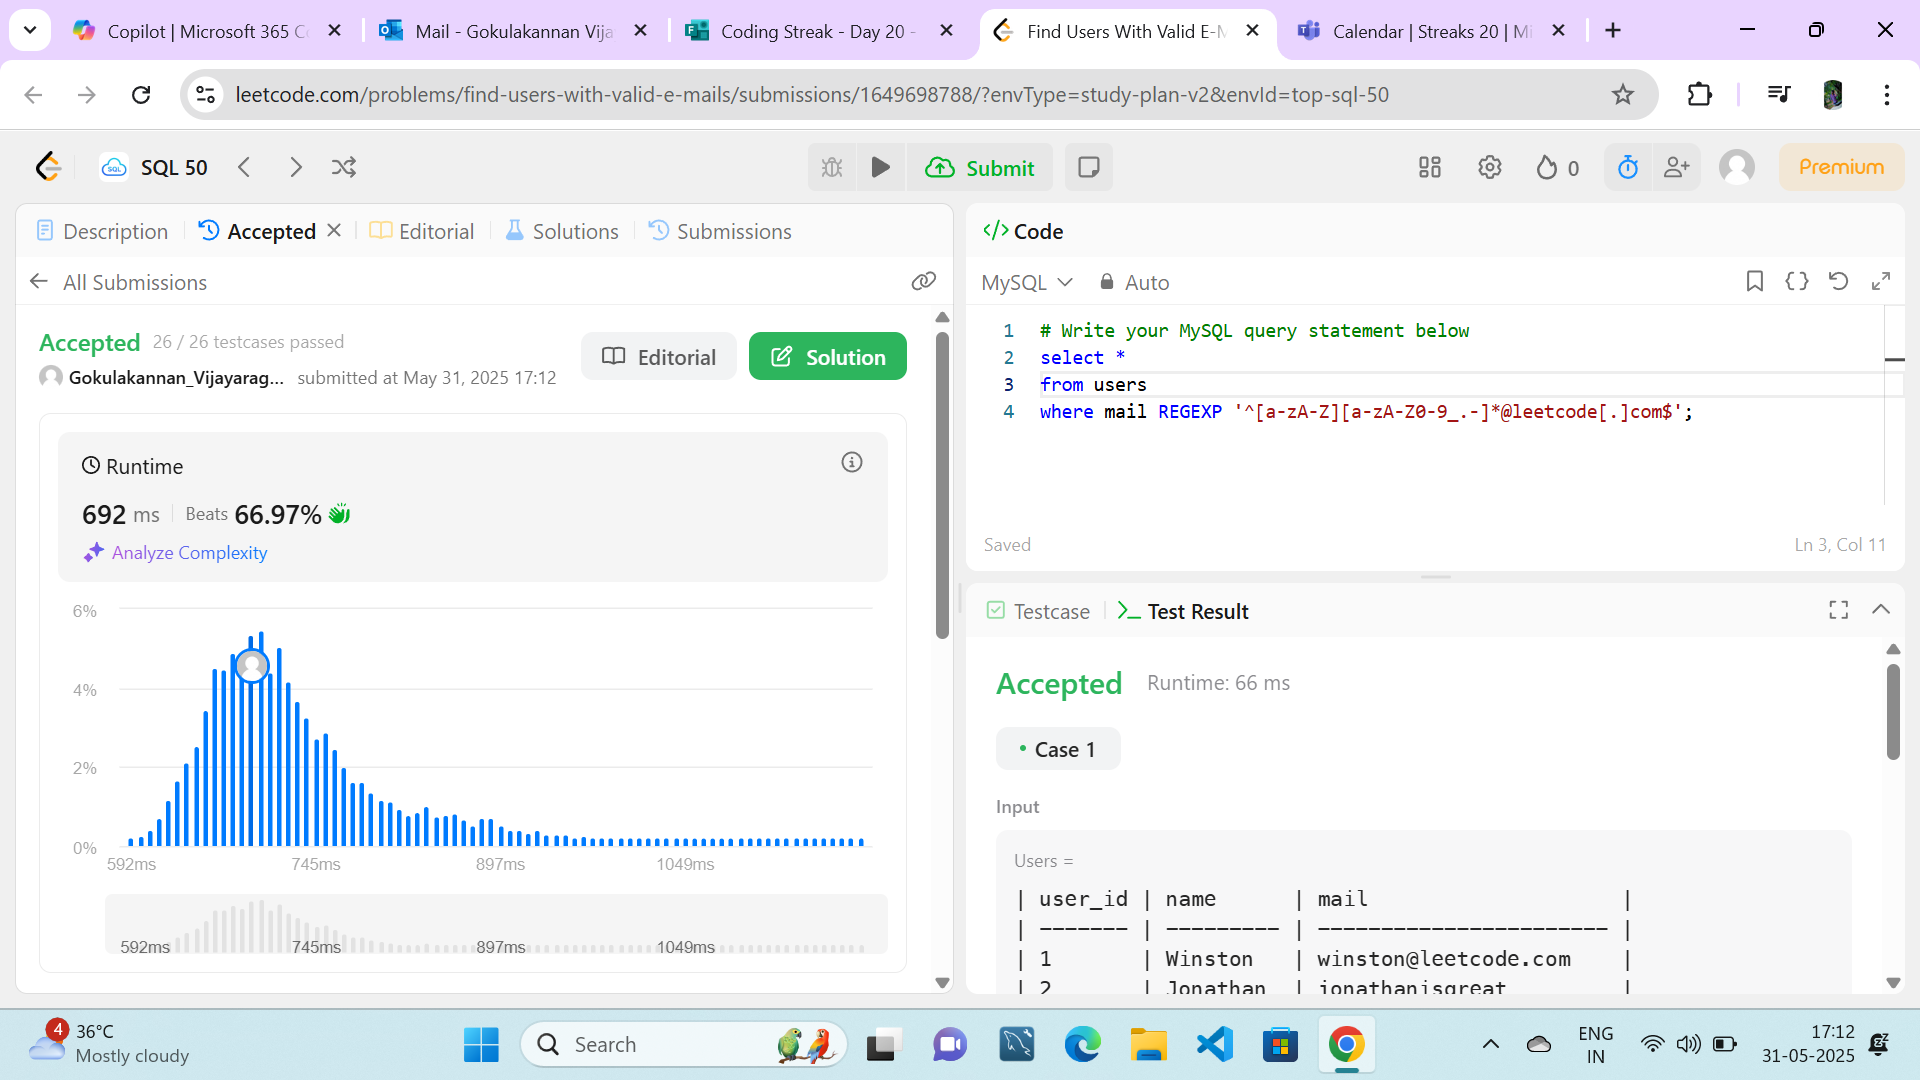 Copilot | Microsoft 365 C
Mail - Gokulakannan Vija
Coding Streak - Day 20 -
Find Users With Valid E-M
Calendar | Streaks 20 | Mi
leetcode.com/problems/find-users-with-valid-e-mails/submissions/1649698788/?envType=study-plan-v2&envId=top-sql-50
SQL 50
Submit
0
Premium
Description
Accepted
Editorial
Solutions
Submissions
All Submissions
Accepted 26 / 26 testcases passed
Gokulakannan_Vijayarag... submitted at May 31, 2025 17:12
Editorial
Solution
Runtime
692 ms Beats 66.97%
Analyze Complexity
6%
4%
2%
0%
592ms 745ms 897ms 1049ms
592ms 745ms 897ms 1049ms
Code
MySQL Auto
1 # Write your MySQL query statement below
2 select *
3 from users
4 where mail REGEXP '^[a-zA-Z][a-zA-Z0-9_.-]*@leetcode[.]com$';
Saved Ln 3, Col 11
Testcase
Test Result
Accepted Runtime: 66 ms
Case 1
Input
Users =
| user_id | name | mail |
| ------- | --------- | ----------------------- |
| 1 | Winston | winston@leetcode.com |
| 2 | Jonathan | jonathanisgreat |
4
36°C
Mostly cloudy
Search
ENG
IN
17:12
31-05-2025